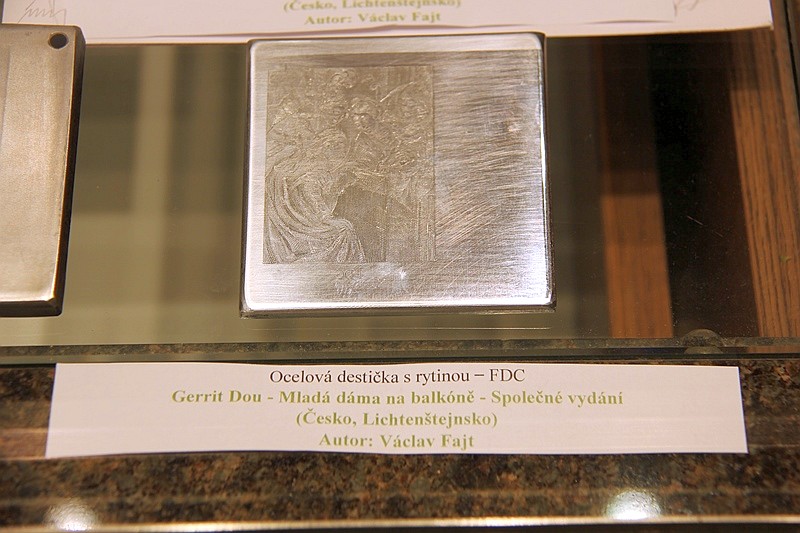 (Česko, Lichtenštejnsko)
Autor: Václav Fajt
Ocelová destička s rytinou – FDC
Gerrit Dou - Mladá dáma na balkóně - Společné vydání
(Česko, Lichtenštejnsko)
Autor: Václav Fajt